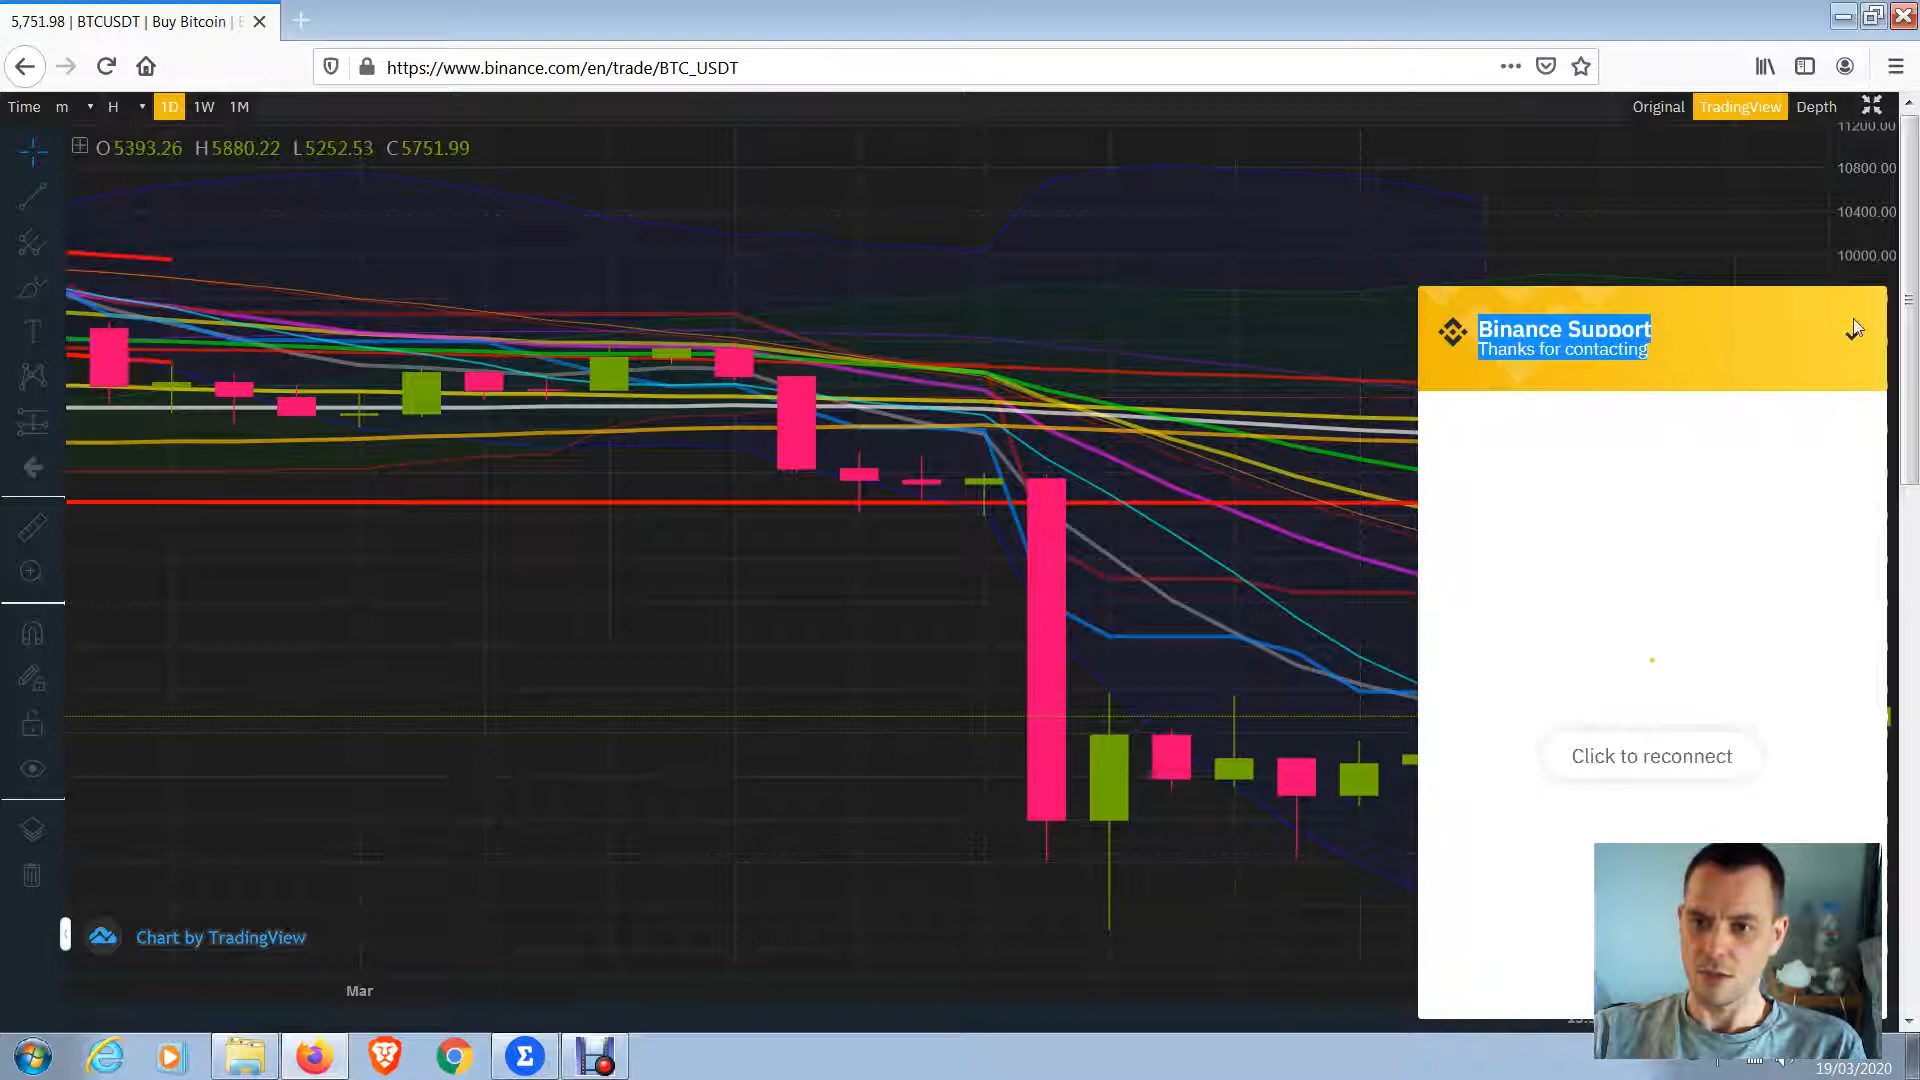 5,751.98 | BTCUSDT | Buy Bitcoin |
https://www.binance.com/en/trade/BTC_USDT
Time m H 1D 1W 1M
Original TradingView Depth
O5393.26 H5880.22 L5252.53 C5751.99
11200.00
10800.00
10400.00
10000.00
Binance Support
Thanks for contacting
Click to reconnect
Chart by TradingView
Mar
19/03/2020